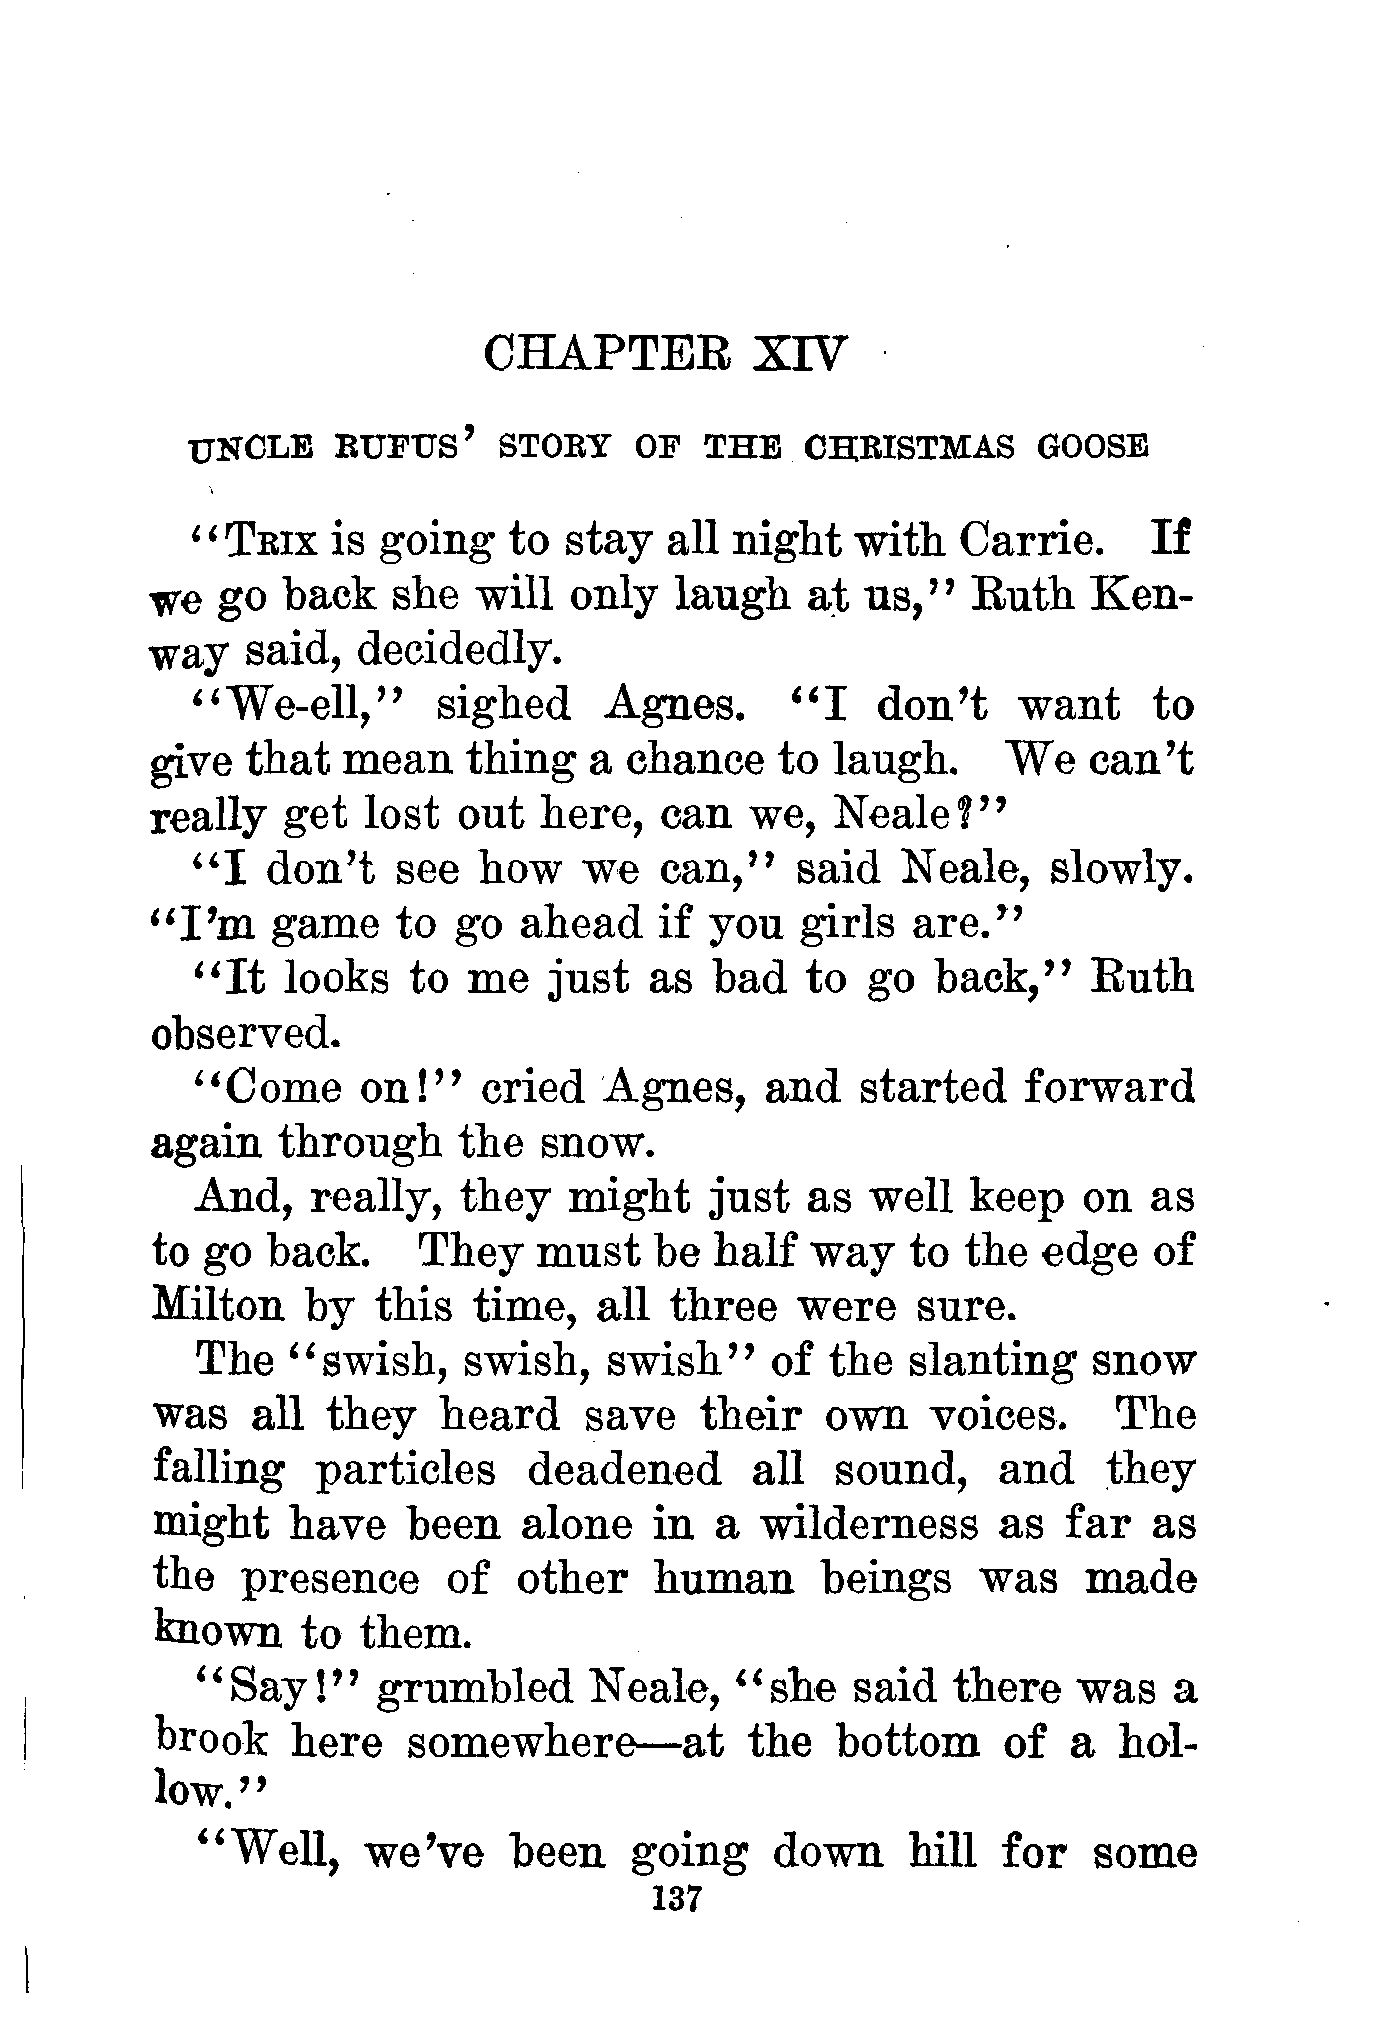 CHAPTER XIV
UNCLE RUFUS' STORY OF THE CHRISTMAS GOOSE
"TRIX is going to stay all night with Carrie. If
we go back she will only laugh at us," Ruth Ken-
way said, decidedly.
"We-ell," sighed Agnes. "I don't want to
give that mean thing a chance to laugh. We can't
really get lost out here, can we, Neale?"
"I don't see how we can," said Neale, slowly.
"I'm game to go ahead if you girls are."
"It looks to me just as bad to go back," Ruth
observed.
"Come on!" cried Agnes, and started forward
again through the snow.
And, really, they might just as well keep on as
to go back. They must be half way to the edge of
Milton by this time, all three were sure.
The "swish, swish, swish" of the slanting snow
was all they heard save their own voices. The
falling particles deadened all sound, and they
might have been alone in a wilderness as far as
the presence of other human beings was made
known to them.
"Say!" grumbled Neale, "she said there was a
brook here somewhere—at the bottom of a hol-
low."
"Well, we've been going down hill for some
137